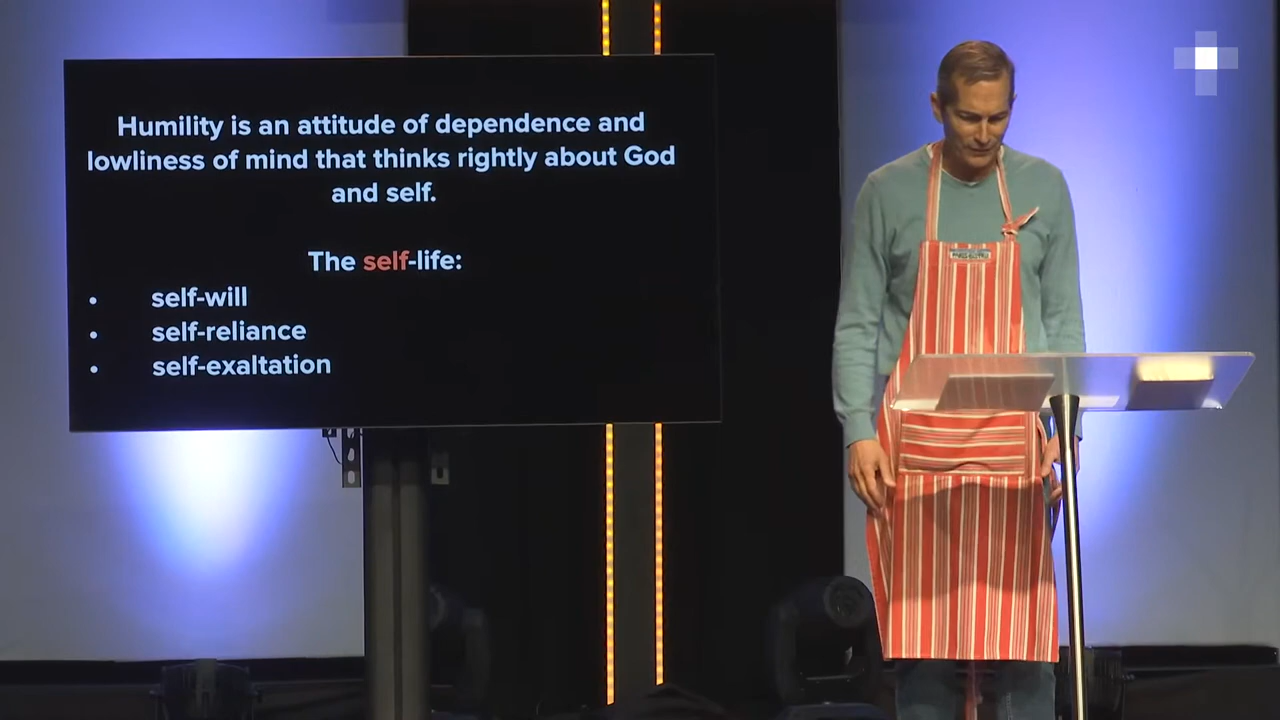 Humility is an attitude of dependence and
lowliness of mind that thinks rightly about God
and self.
The self-life:
• self-will
• self-reliance
• self-exaltation